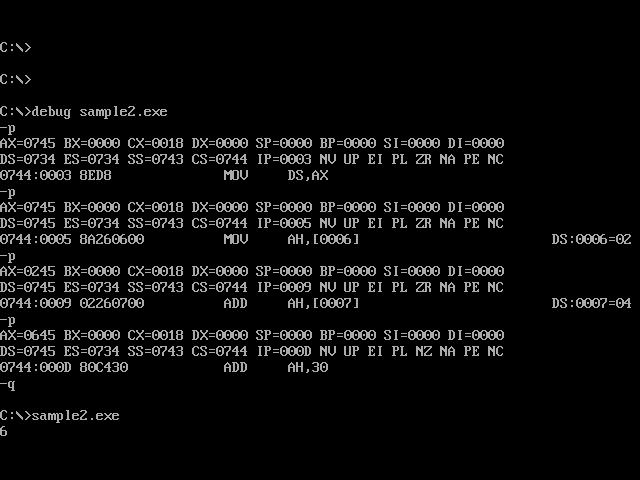 C:\>
C:\>
C:\>debug sample2.exe
-p
AX=0745 BX=0000 CX=0018 DX=0000 SP=0000 BP=0000 SI=0000 DI=0000
DS=0734 ES=0734 SS=0743 CS=0744 IP=0003 NV UP EI PL ZR NA PE NC
0744:0003 8ED8 MOV DS,AX
-p
AX=0745 BX=0000 CX=0018 DX=0000 SP=0000 BP=0000 SI=0000 DI=0000
DS=0745 ES=0734 SS=0743 CS=0744 IP=0005 NV UP EI PL ZR NA PE NC
0744:0005 8A260600 MOV AH,[0006] DS:0006=02
-p
AX=0245 BX=0000 CX=0018 DX=0000 SP=0000 BP=0000 SI=0000 DI=0000
DS=0745 ES=0734 SS=0743 CS=0744 IP=0009 NV UP EI PL ZR NA PE NC
0744:0009 02260700 ADD AH,[0007] DS:0007=04
-p
AX=0645 BX=0000 CX=0018 DX=0000 SP=0000 BP=0000 SI=0000 DI=0000
DS=0745 ES=0734 SS=0743 CS=0744 IP=000D NV UP EI PL NZ NA PE NC
0744:000D 80C430 ADD AH,30
-q
C:\>sample2.exe
6